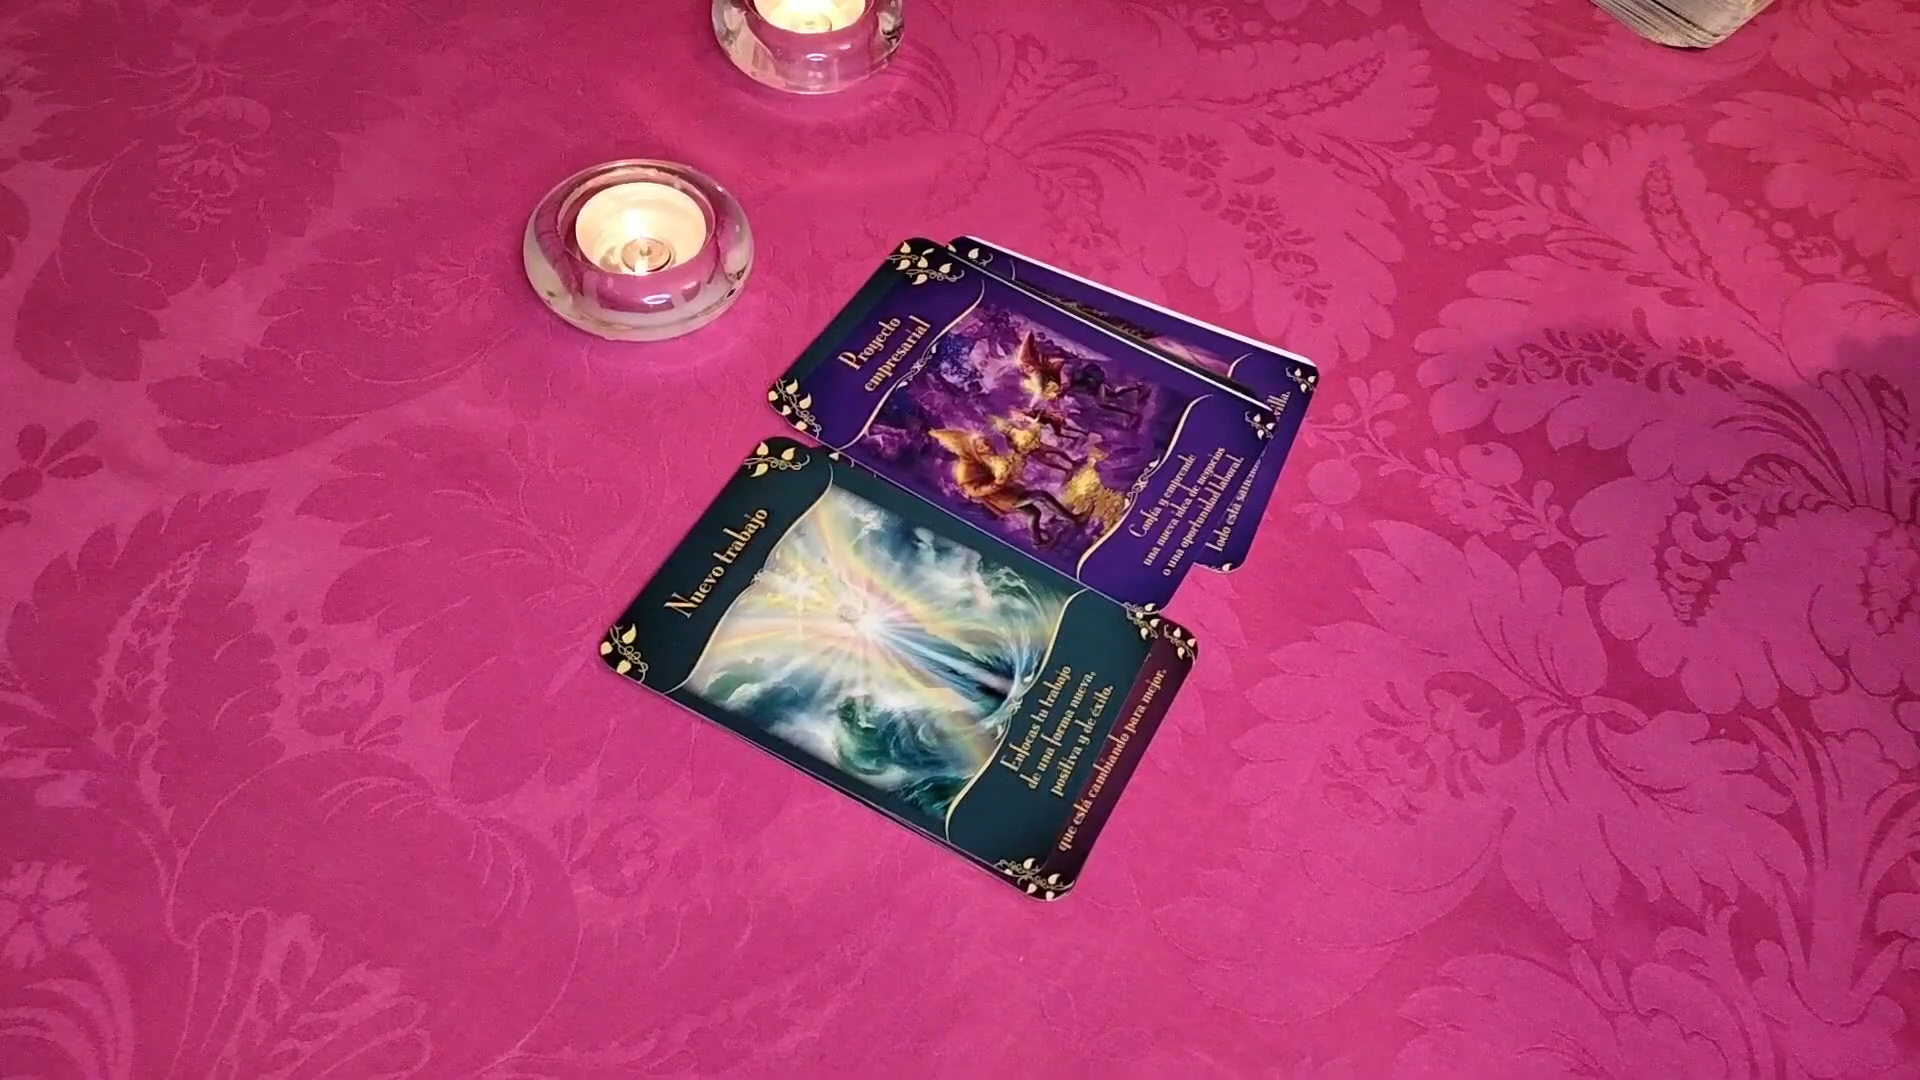 Proyecto
empresarial
Confía y emprende
una nueva idea de negocios
o una oportunidad laboral.
Todo está
Nuevo trabajo
Enfocas tu trabajo
de una forma nueva,
positiva y de éxito.
que está cambiando para mejor.